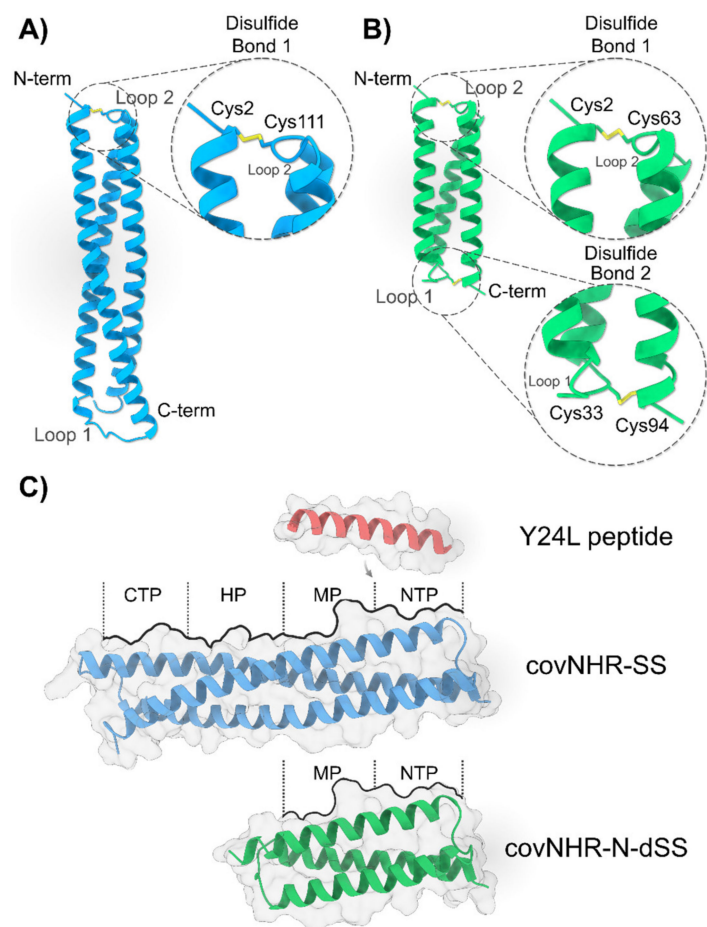 A)
Disulfide
Bond 1
N-term
Loop 2
Cys2
Cys111
Loop 2
C-term
Loop 1
B)
Disulfide
Bond 1
N-term
Loop 2
Cys2
Cys63
Loop 2
Disulfide
Bond 2
C-term
Loop 1
Loop 1
Cys33
Cys94
C)
Y24L peptide
CTP HP MP NTP
covNHR-SS
MP NTP
covNHR-N-dSS